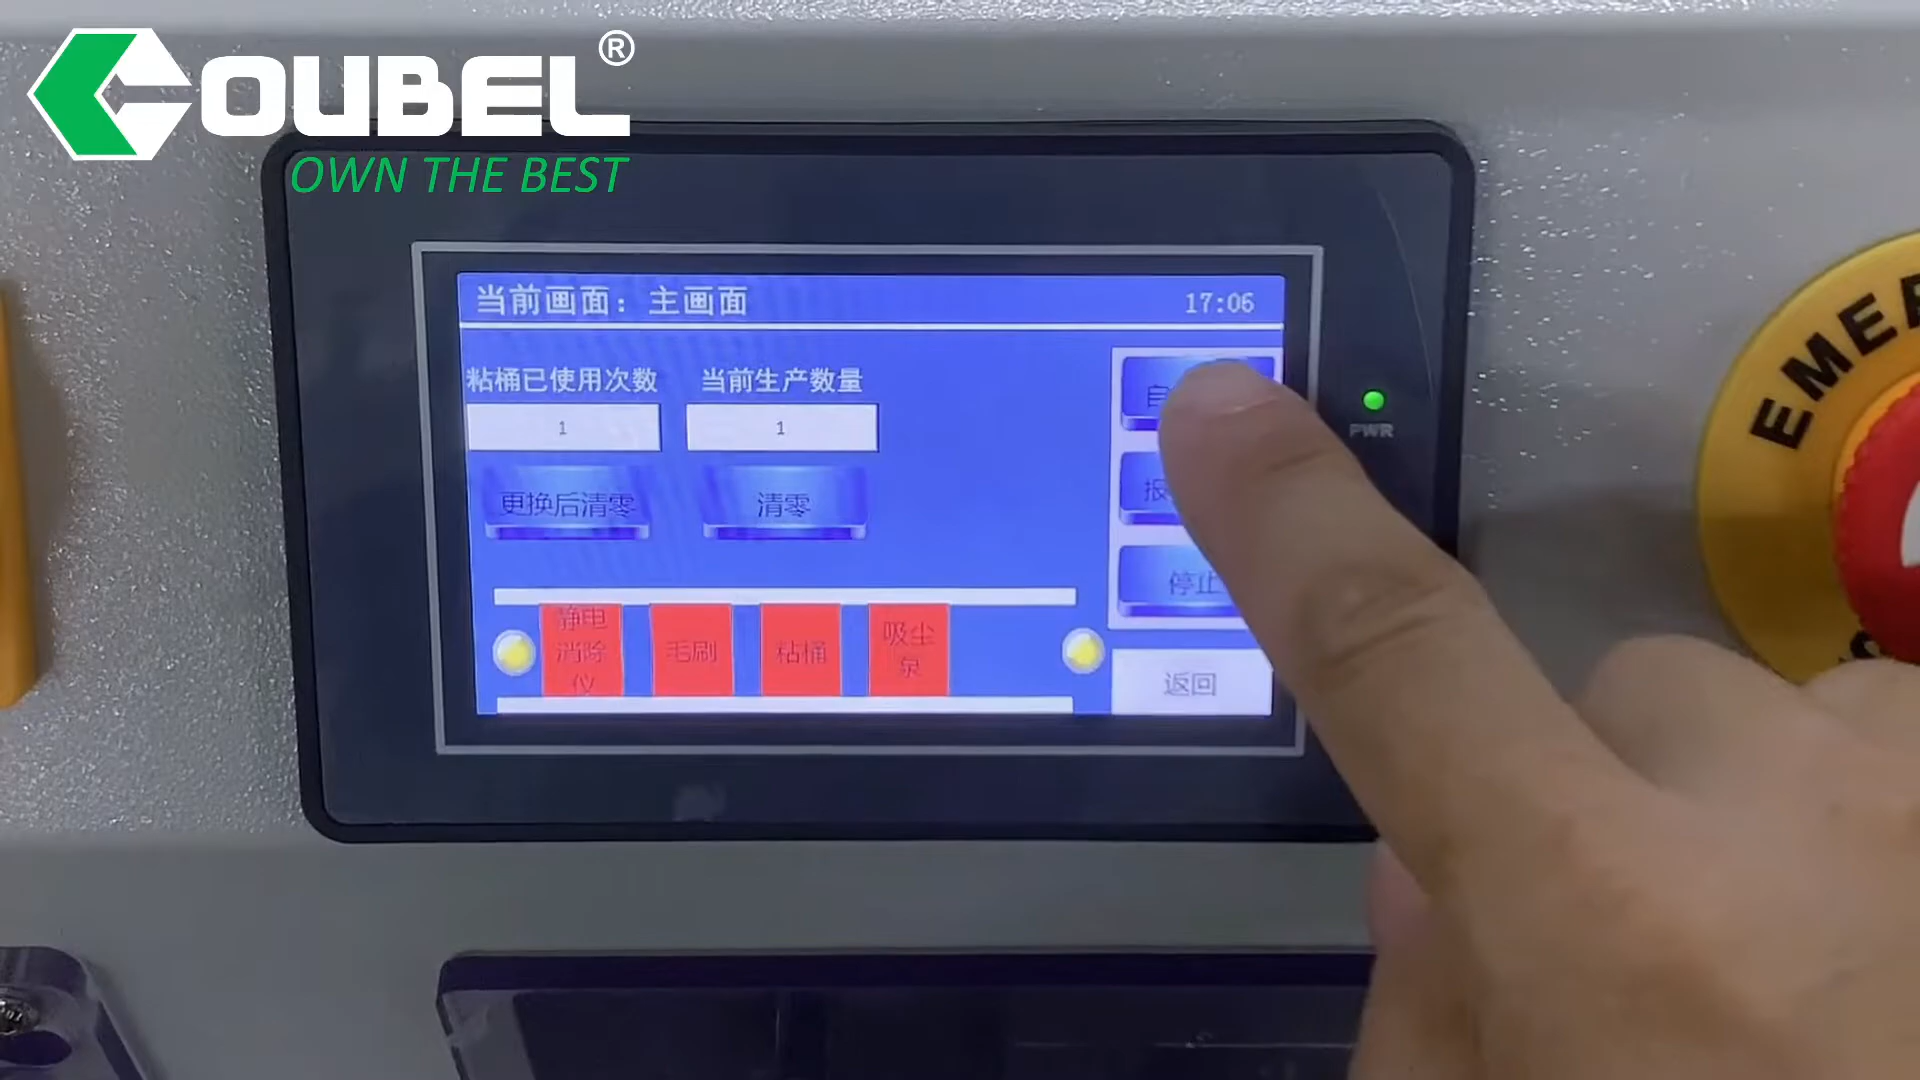 COUBEL®
OWN THE BEST
当前画面：主画面
17:06
粘桶已使用次数
当前生产数量
1
1
更换后清零
清零
停止
返回
静电
消除
仪
毛刷
粘桶
吸尘
泵
PWR